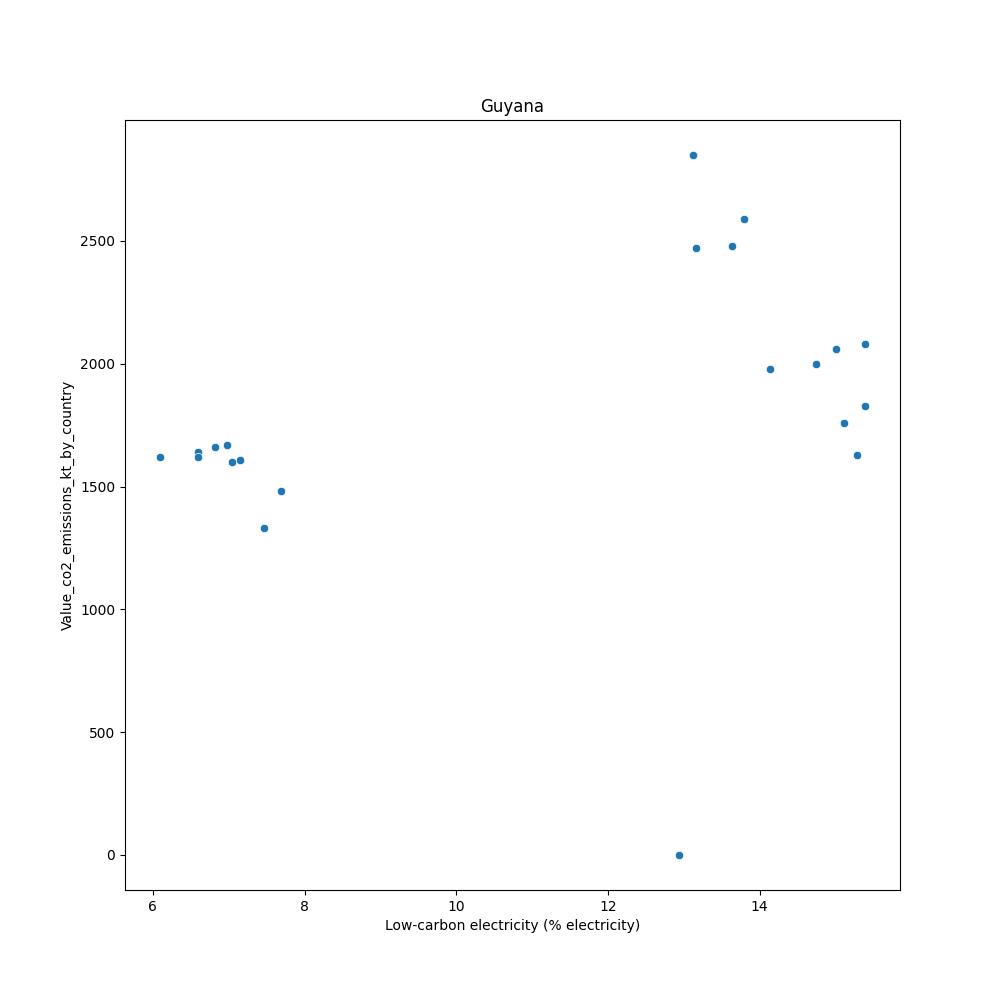 Guyana
2500
2000
1500
1000
500
0
Value_co2_emissions_kt_by_country
6 8 10 12 14
Low-carbon electricity (% electricity)